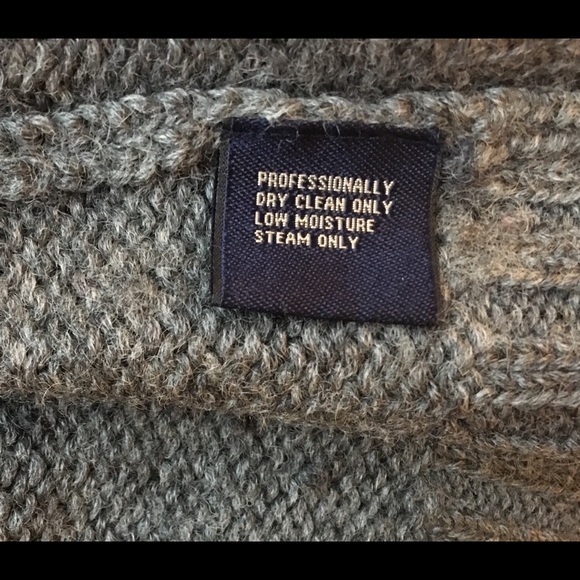 PROFESSIONALLY
DRY CLEAN ONLY
LOW MOISTURE
STEAM ONLY